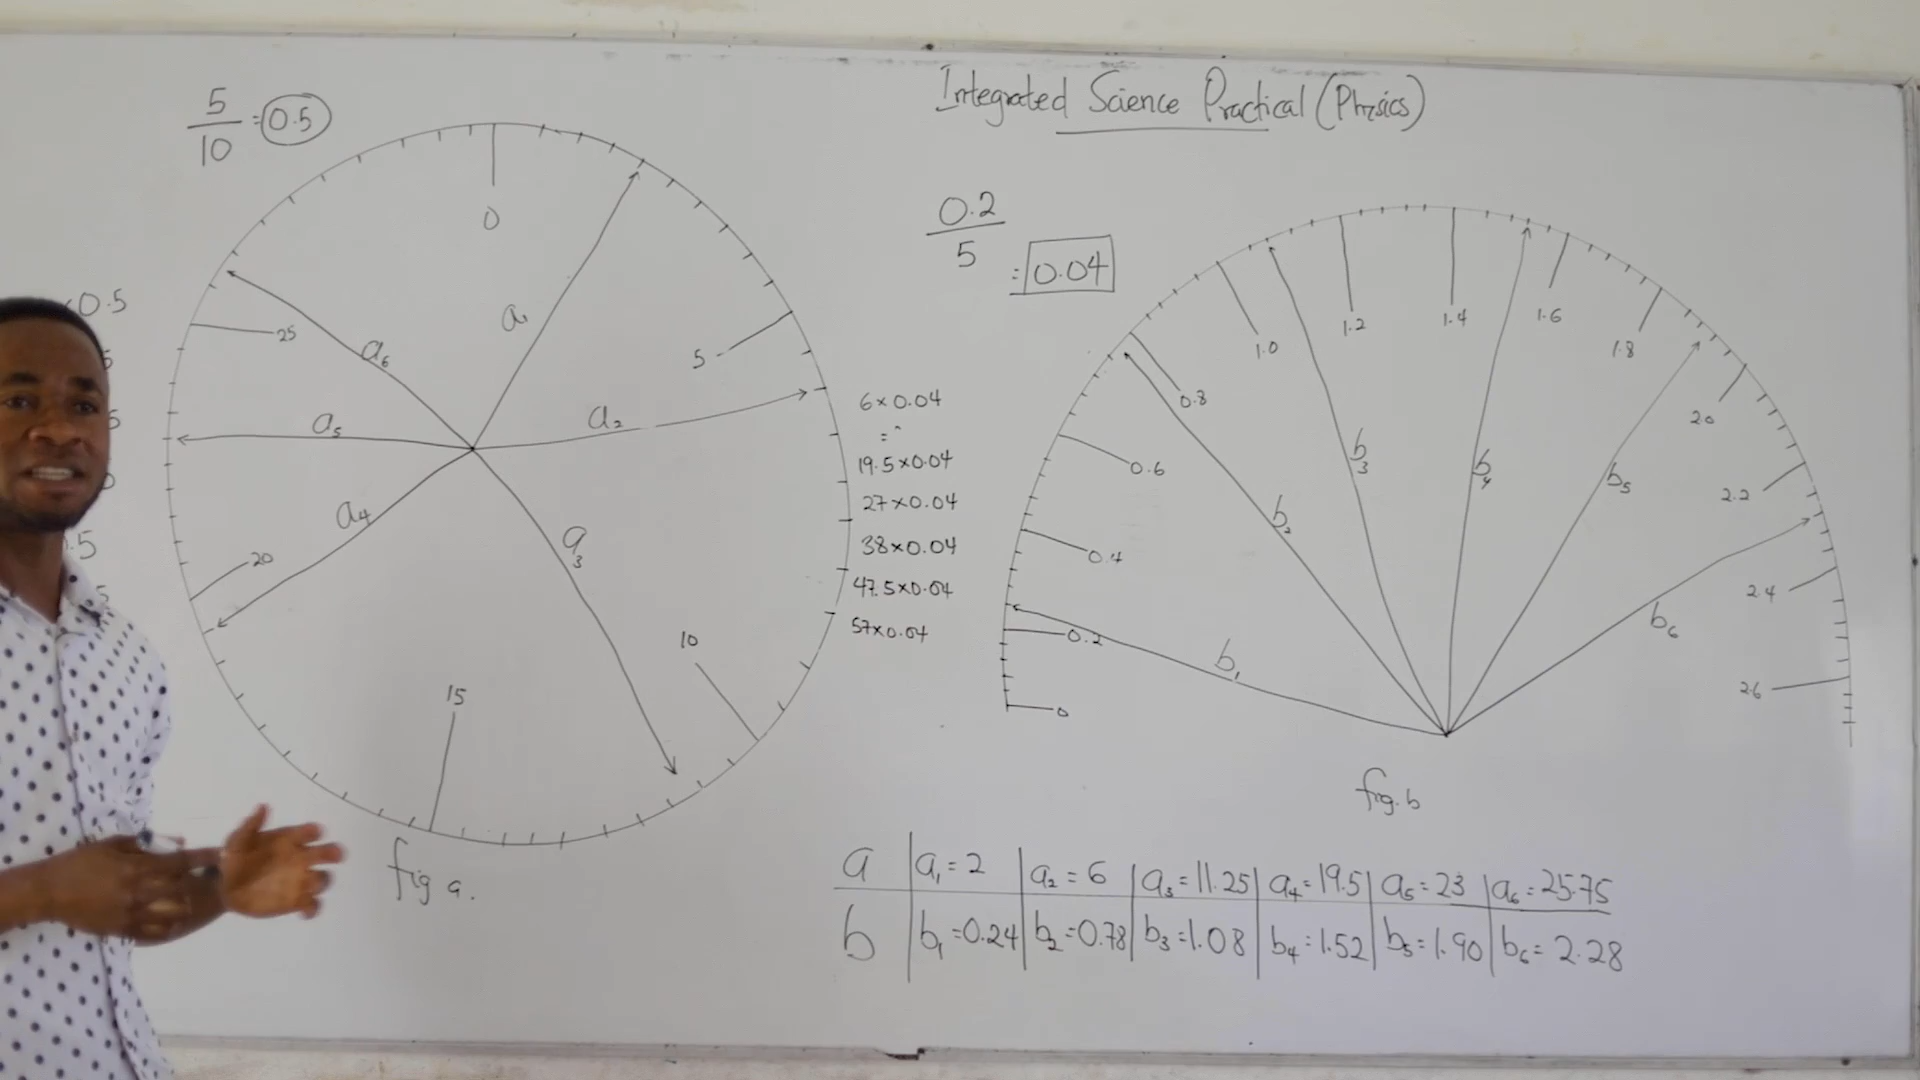 Integrated Science Practical (Physics)
5
10
=0.5
0
a₁
5
a₂
a₃
10
15
20
a₄
a₅
25
a₆
fig a.
×0.5
.5
0.2
5
=0.04
6×0.04
=
19.5×0.04
27×0.04
38×0.04
47.5×0.04
57×0.04
0
0.2
0.4
0.6
0.8
1.0
1.2
1.4
1.6
1.8
20
2.2
2.4
2.6
b₁
b₂
b₃
b₄
b₅
b₆
fig. b
a a₁=2 a₂=6 a₃=11.25 a₄=19.5 a₅=23 a₆=25.75
b b₁=0.24 b₂=0.78 b₃=1.08 b₄=1.52 b₅=1.90 b₆=2.28